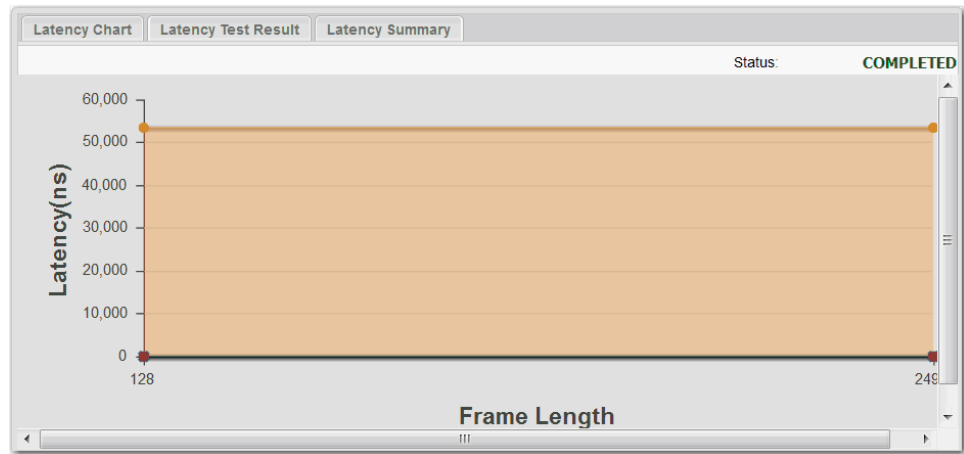 Latency Chart
Latency Test Result
Latency Summary
Status:
COMPLETED
60,000
50,000
40,000
30,000
20,000
10,000
0
Latency(ns)
128
249
Frame Length